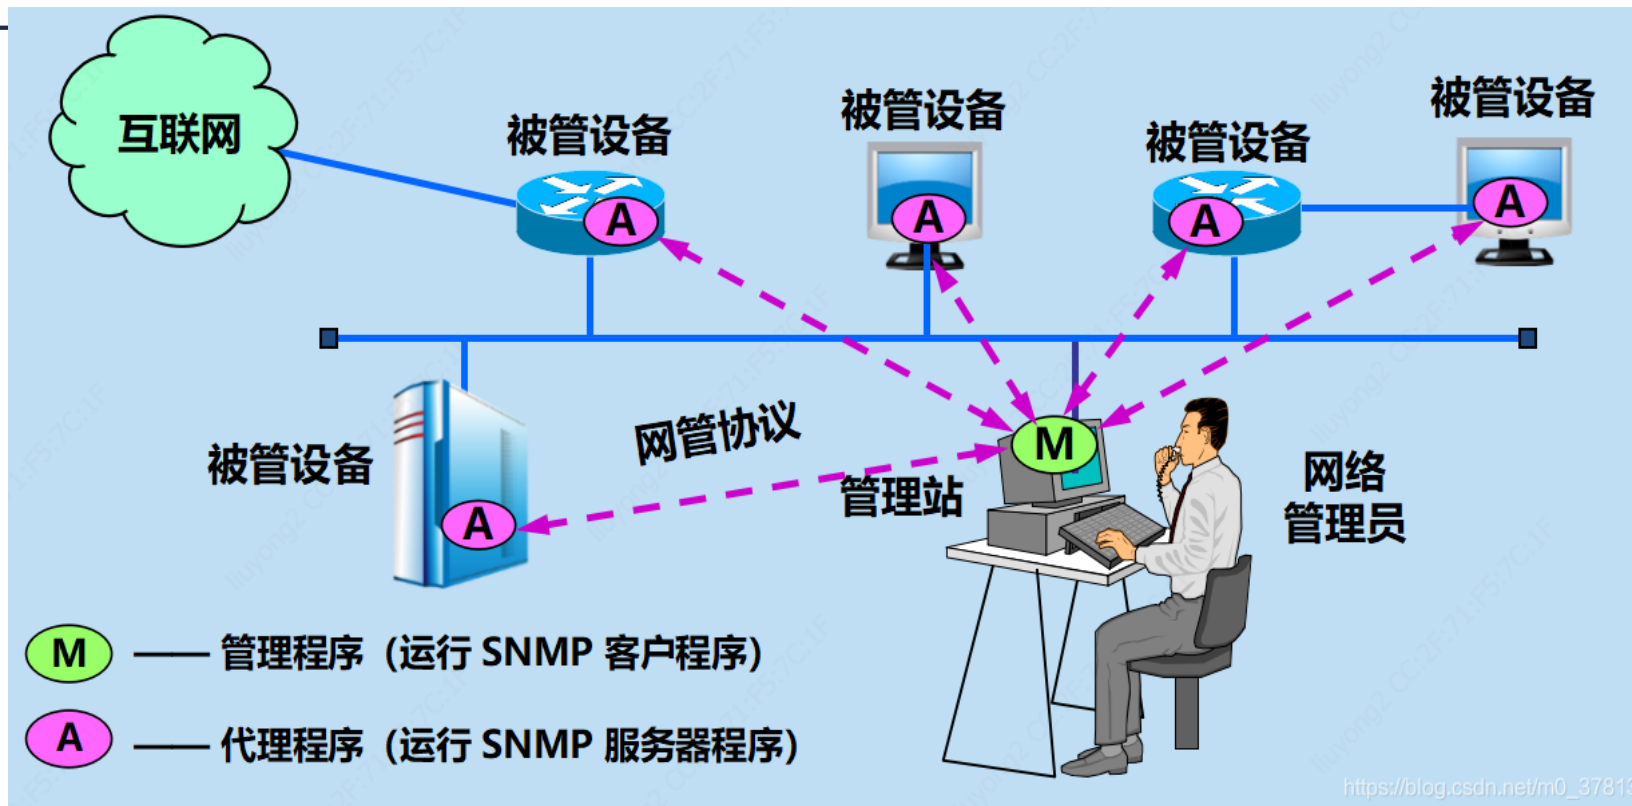 互联网
被管设备
被管设备
被管设备
被管设备
A
A
A
A
网管协议
M
被管设备
管理站
网络
管理员
A
M —— 管理程序（运行 SNMP 客户程序）
A —— 代理程序（运行 SNMP 服务器程序）
https://blog.csdn.net/m0_37813